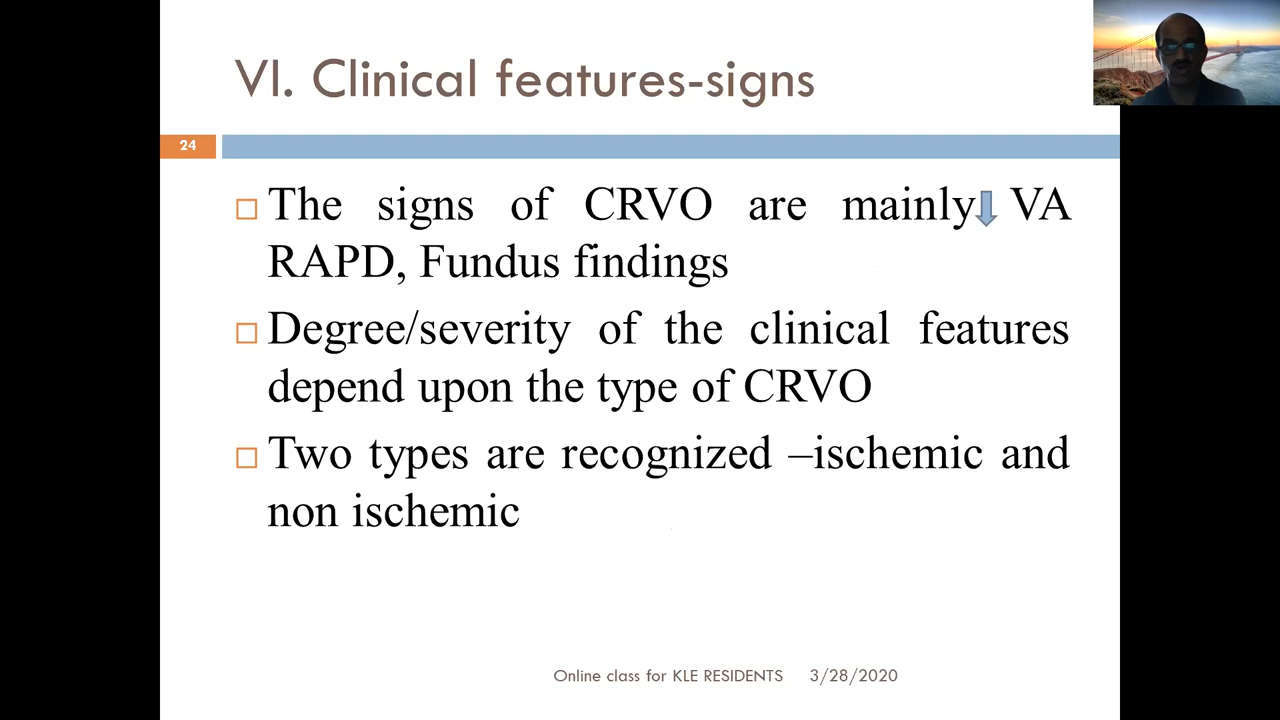 VI. Clinical features-signs
24
The signs of CRVO are mainly VA
RAPD, Fundus findings
Degree/severity of the clinical features
depend upon the type of CRVO
Two types are recognized –ischemic and
non ischemic
Online class for KLE RESIDENTS 3/28/2020